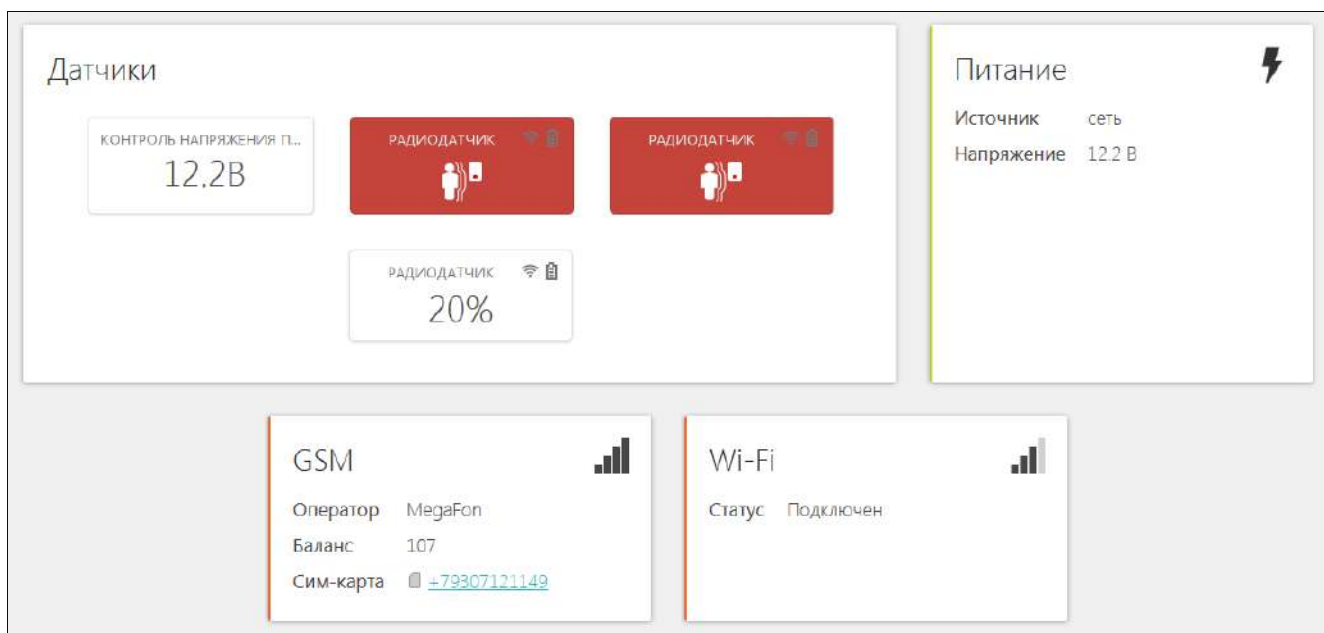 Датчики
КОНТРОЛЬ НАПРЯЖЕНИЯ П...
12,2В
РАДИОДАТЧИК
РАДИОДАТЧИК
РАДИОДАТЧИК
20%
Питание
Источник сеть
Напряжение 12.2 В
GSM
Оператор MegaFon
Баланс 107
Сим-карта +79307121149
Wi-Fi
Статус Подключен